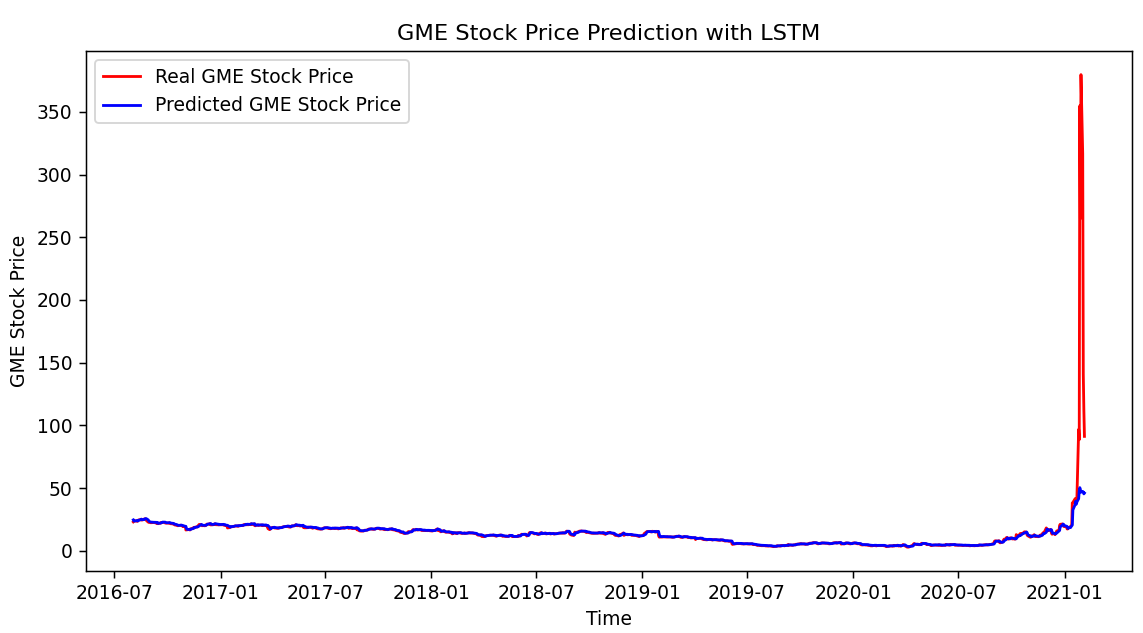 GME Stock Price Prediction with LSTM
Real GME Stock Price
Predicted GME Stock Price
GME Stock Price
350
300
250
200
150
100
50
0
2016-07 2017-01 2017-07 2018-01 2018-07 2019-01 2019-07 2020-01 2020-07 2021-01
Time